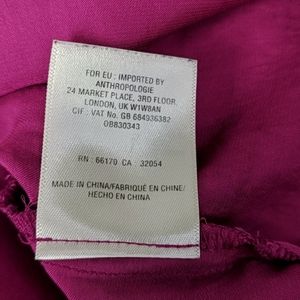 FOR EU : IMPORTED BY
ANTHROPOLOGIE
24 MARKET PLACE, 3RD FLOOR,
LONDON, UK W1W8AN
CIF.: VAT No. GB 684936382
OB830343
RN : 66170 CA : 32054
MADE IN CHINA/FABRIQUÉ EN CHINE/
HECHO EN CHINA